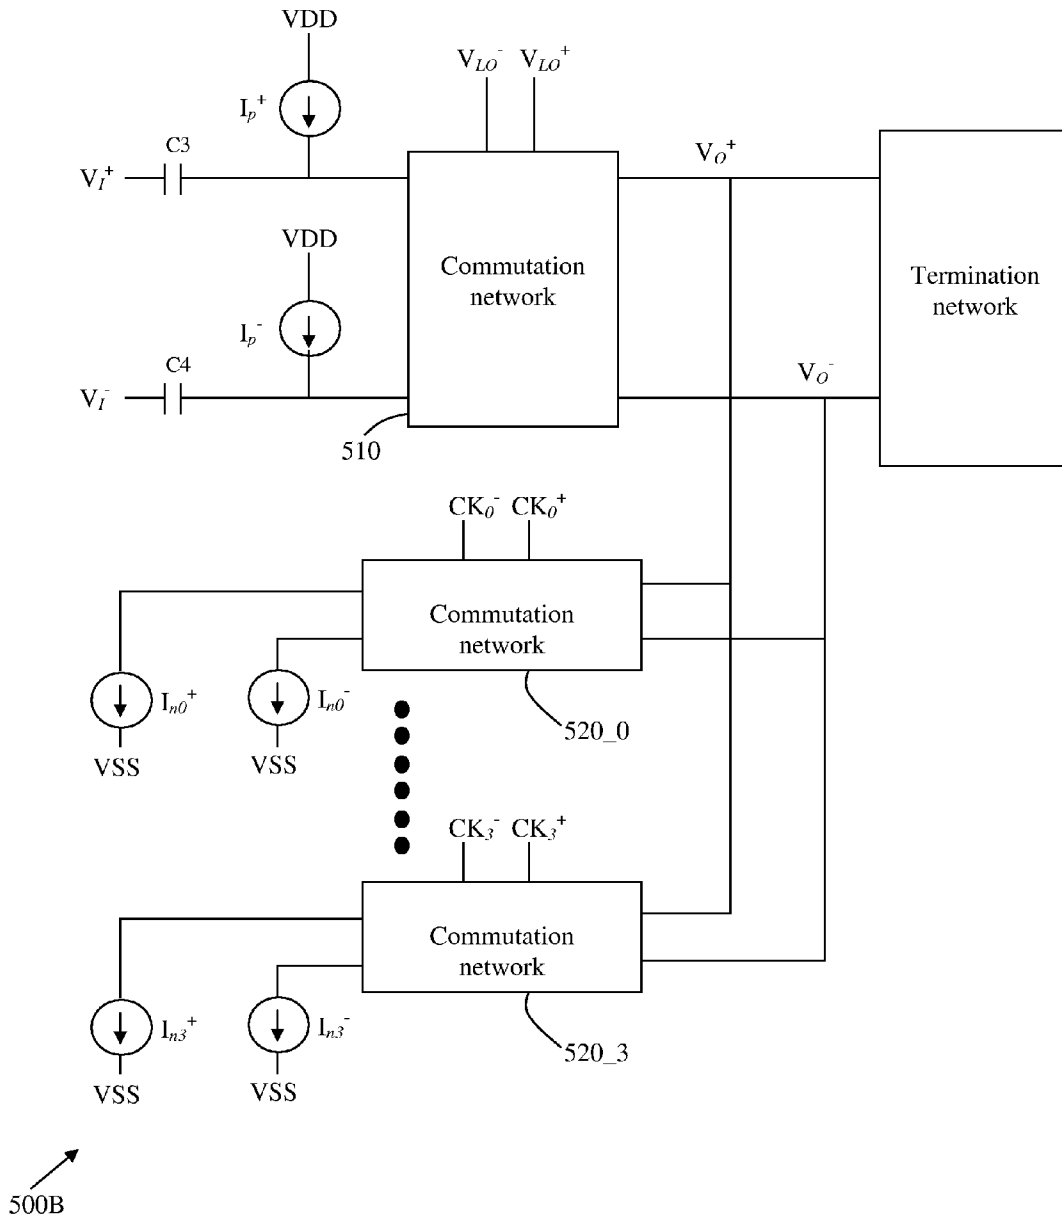 VDD
V_LO^- V_LO^+
I_p^+
C3
V_O^+
V_I^+
VDD
Commutation
network
Termination
network
I_p^-
C4
V_O^-
V_I^-
510
CK_0^- CK_0^+
Commutation
network
I_n0^+ I_n0^-
520_0
VSS VSS
CK_3^- CK_3^+
Commutation
network
I_n3^+ I_n3^-
520_3
VSS VSS
500B